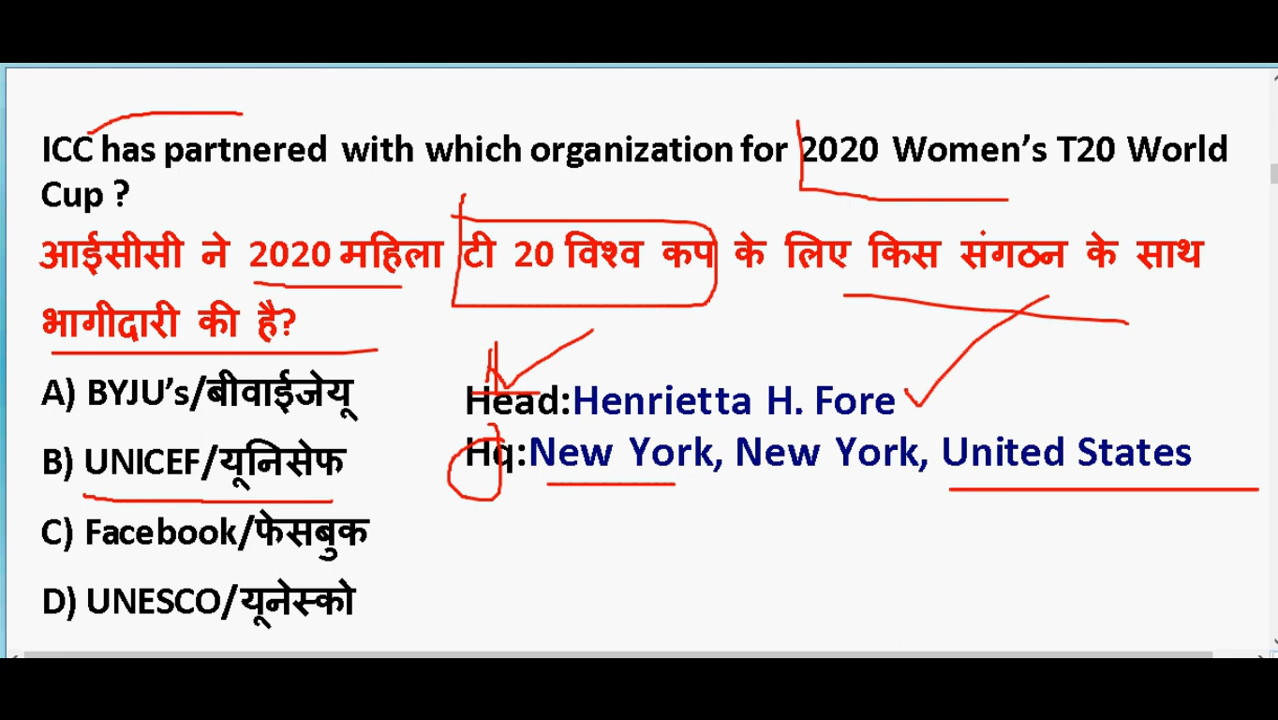 ICC has partnered with which organization for 2020 Women's T20 World
Cup ?
आईसीसी ने 2020 महिला टी 20 विश्व कप के लिए किस संगठन के साथ
भागीदारी की है?
A) BYJU's/बीवाईजेयू
B) UNICEF/यूनिसेफ
C) Facebook/फेसबुक
D) UNESCO/यूनेस्को
Head:Henrietta H. Fore
Hq:New York, New York, United States